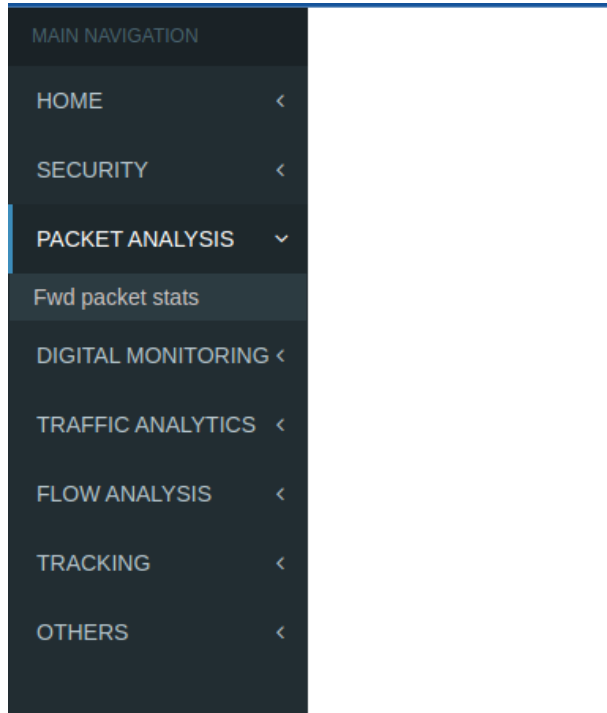 MAIN NAVIGATION
HOME
SECURITY
PACKET ANALYSIS
Fwd packet stats
DIGITAL MONITORING
TRAFFIC ANALYTICS
FLOW ANALYSIS
TRACKING
OTHERS